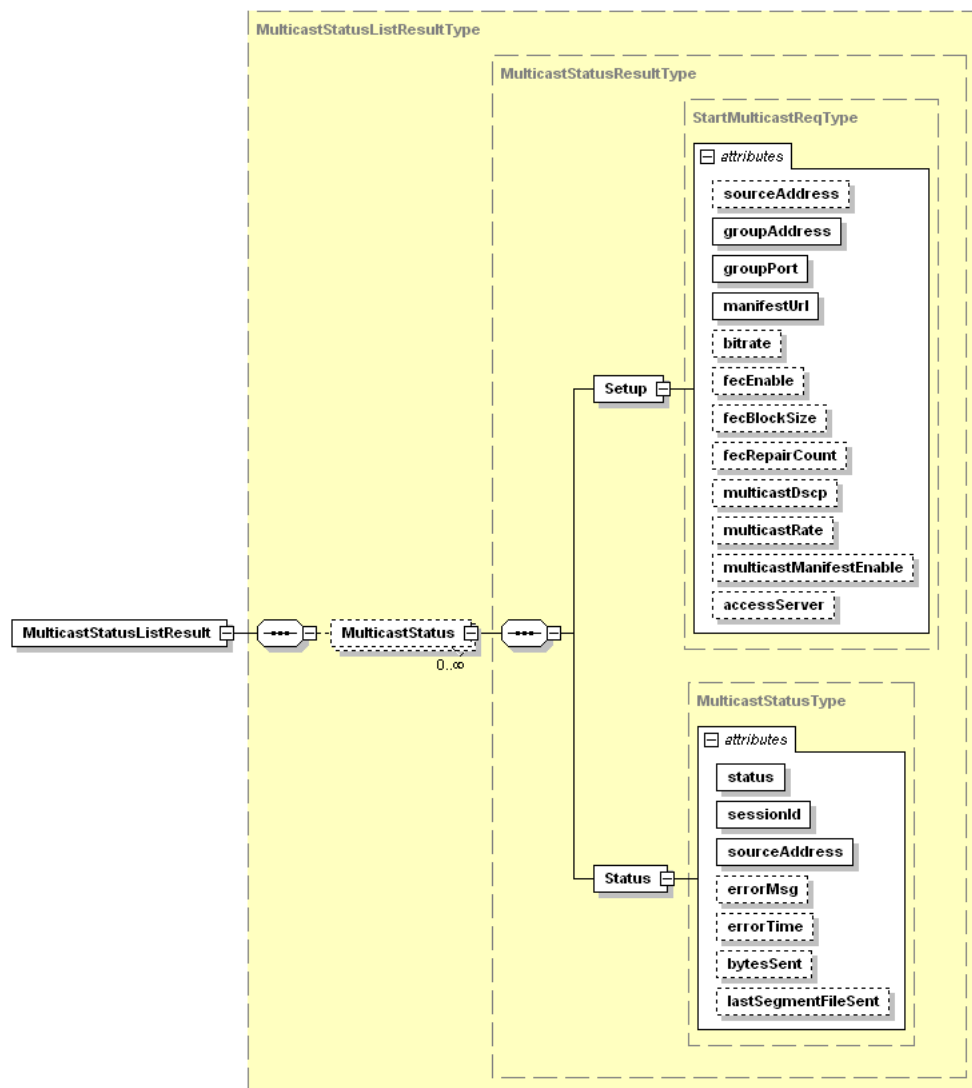 MulticastStatusListResultType
MulticastStatusResultType
StartMulticastReqType
attributes
sourceAddress
groupAddress
groupPort
manifestUrl
bitrate
fecEnable
Setup
fecBlockSize
fecRepairCount
multicastDscp
multicastRate
multicastManifestEnable
accessServer
MulticastStatusListResult
MulticastStatus
0..∞
MulticastStatusType
attributes
status
sessionId
sourceAddress
Status
errorMsg
errorTime
bytesSent
lastSegmentFileSent